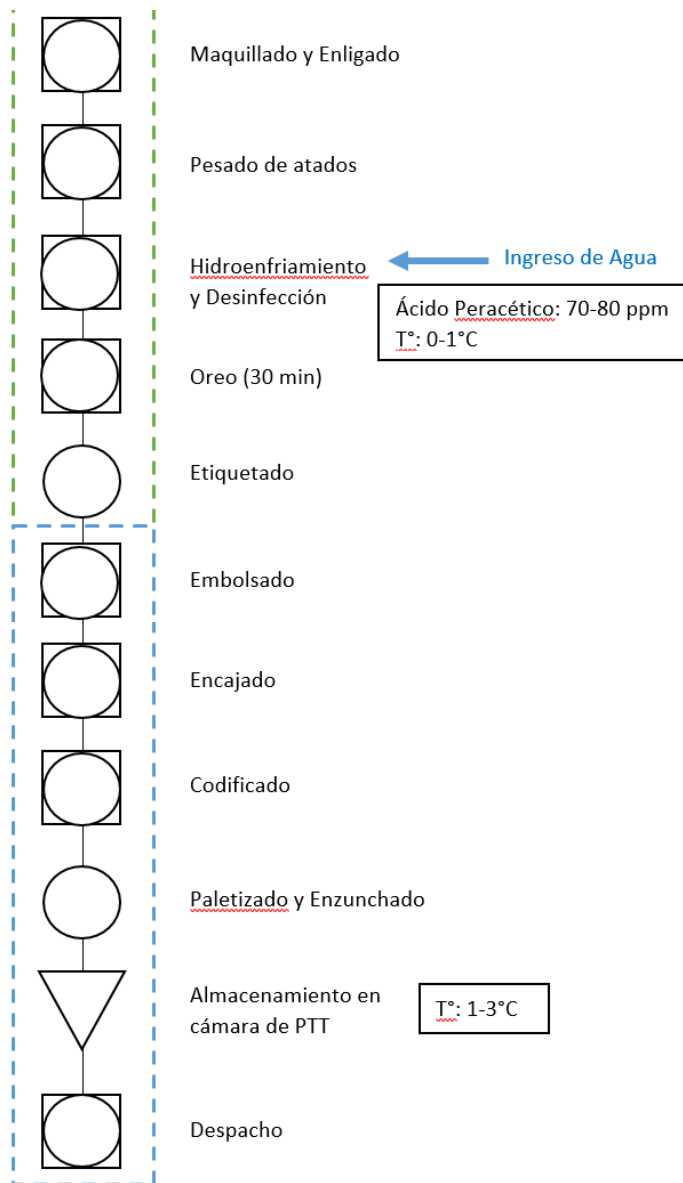 Maquillado y Enligado
Pesado de atados
Hidroenfriamiento
y Desinfección
Ingreso de Agua
Ácido Peracético: 70-80 ppm
T°: 0-1°C
Oreo (30 min)
Etiquetado
Embolsado
Encajado
Codificado
Paletizado y Enzunchado
Almacenamiento en
cámara de PTT
T°: 1-3°C
Despacho